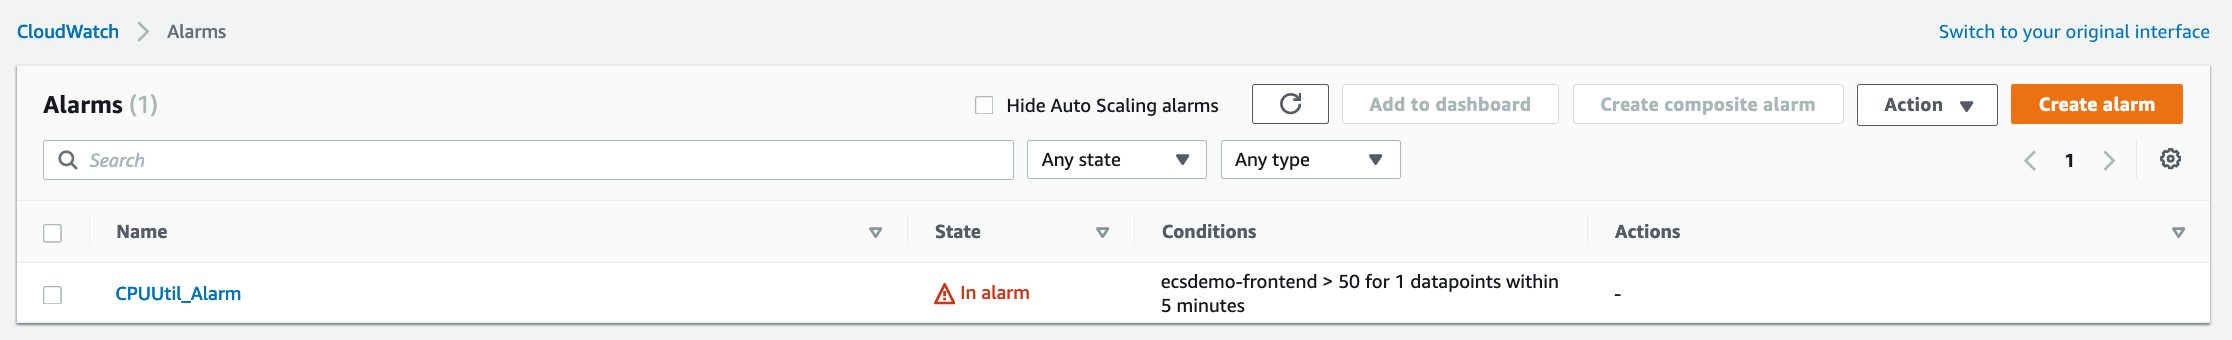 CloudWatch > Alarms
Switch to your original interface
Alarms (1)
Hide Auto Scaling alarms
Add to dashboard
Create composite alarm
Action
Create alarm
Search
Any state
Any type
1
Name
State
Conditions
Actions
CPUUtil_Alarm
In alarm
ecsdemo-frontend > 50 for 1 datapoints within
5 minutes
-